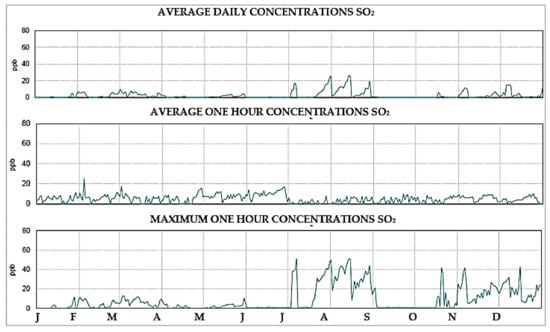 AVERAGE DAILY CONCENTRATIONS SO₂
80
60
40
20
0
ppb
AVERAGE ONE HOUR CONCENTRATIONS SO₂
80
60
40
20
0
ppb
MAXIMUM ONE HOUR CONCENTRATIONS SO₂
80
60
40
20
0
ppb
J F M A M J J A S O N D